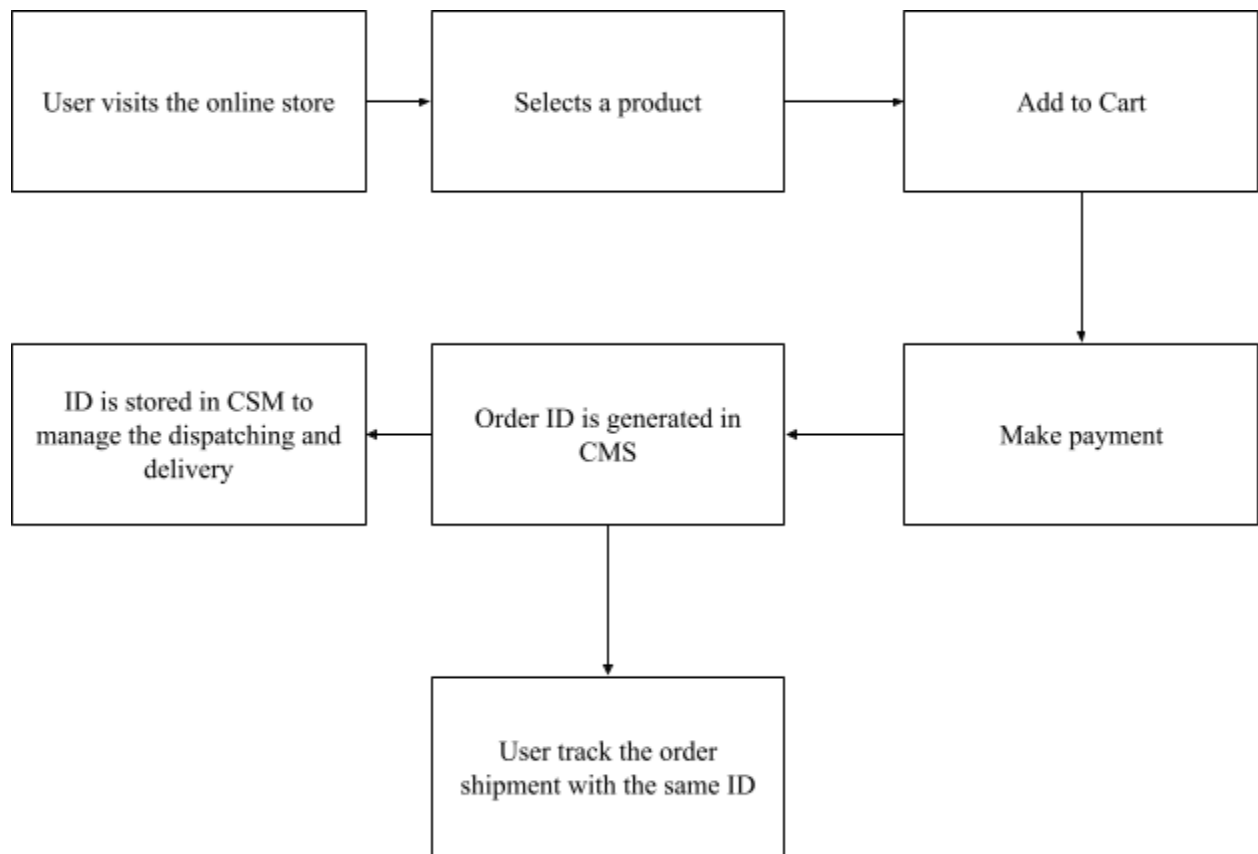 User visits the online store
Selects a product
Add to Cart
ID is stored in CSM to
manage the dispatching and
delivery
Order ID is generated in
CMS
Make payment
User track the order
shipment with the same ID